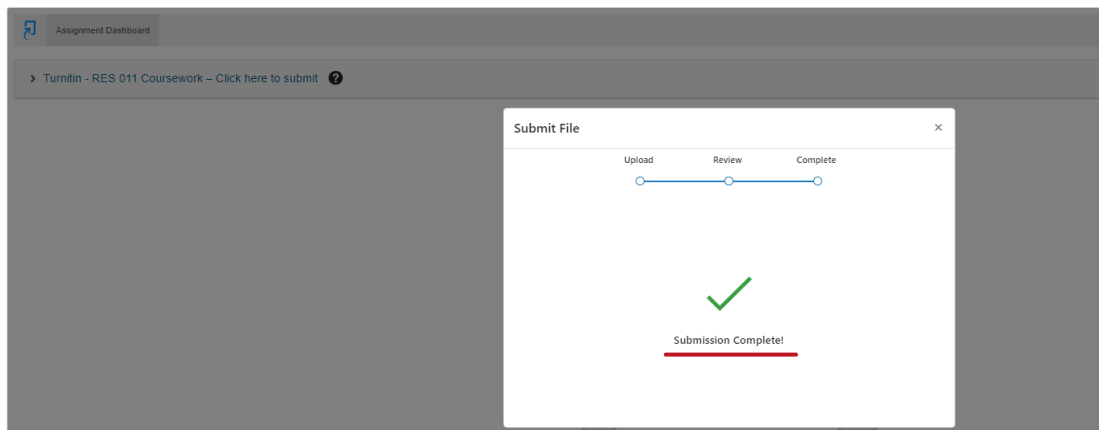 Assignment Dashboard
Turnitin - RES 011 Coursework – Click here to submit ?
Submit File ×
Upload Review Complete
Submission Complete!